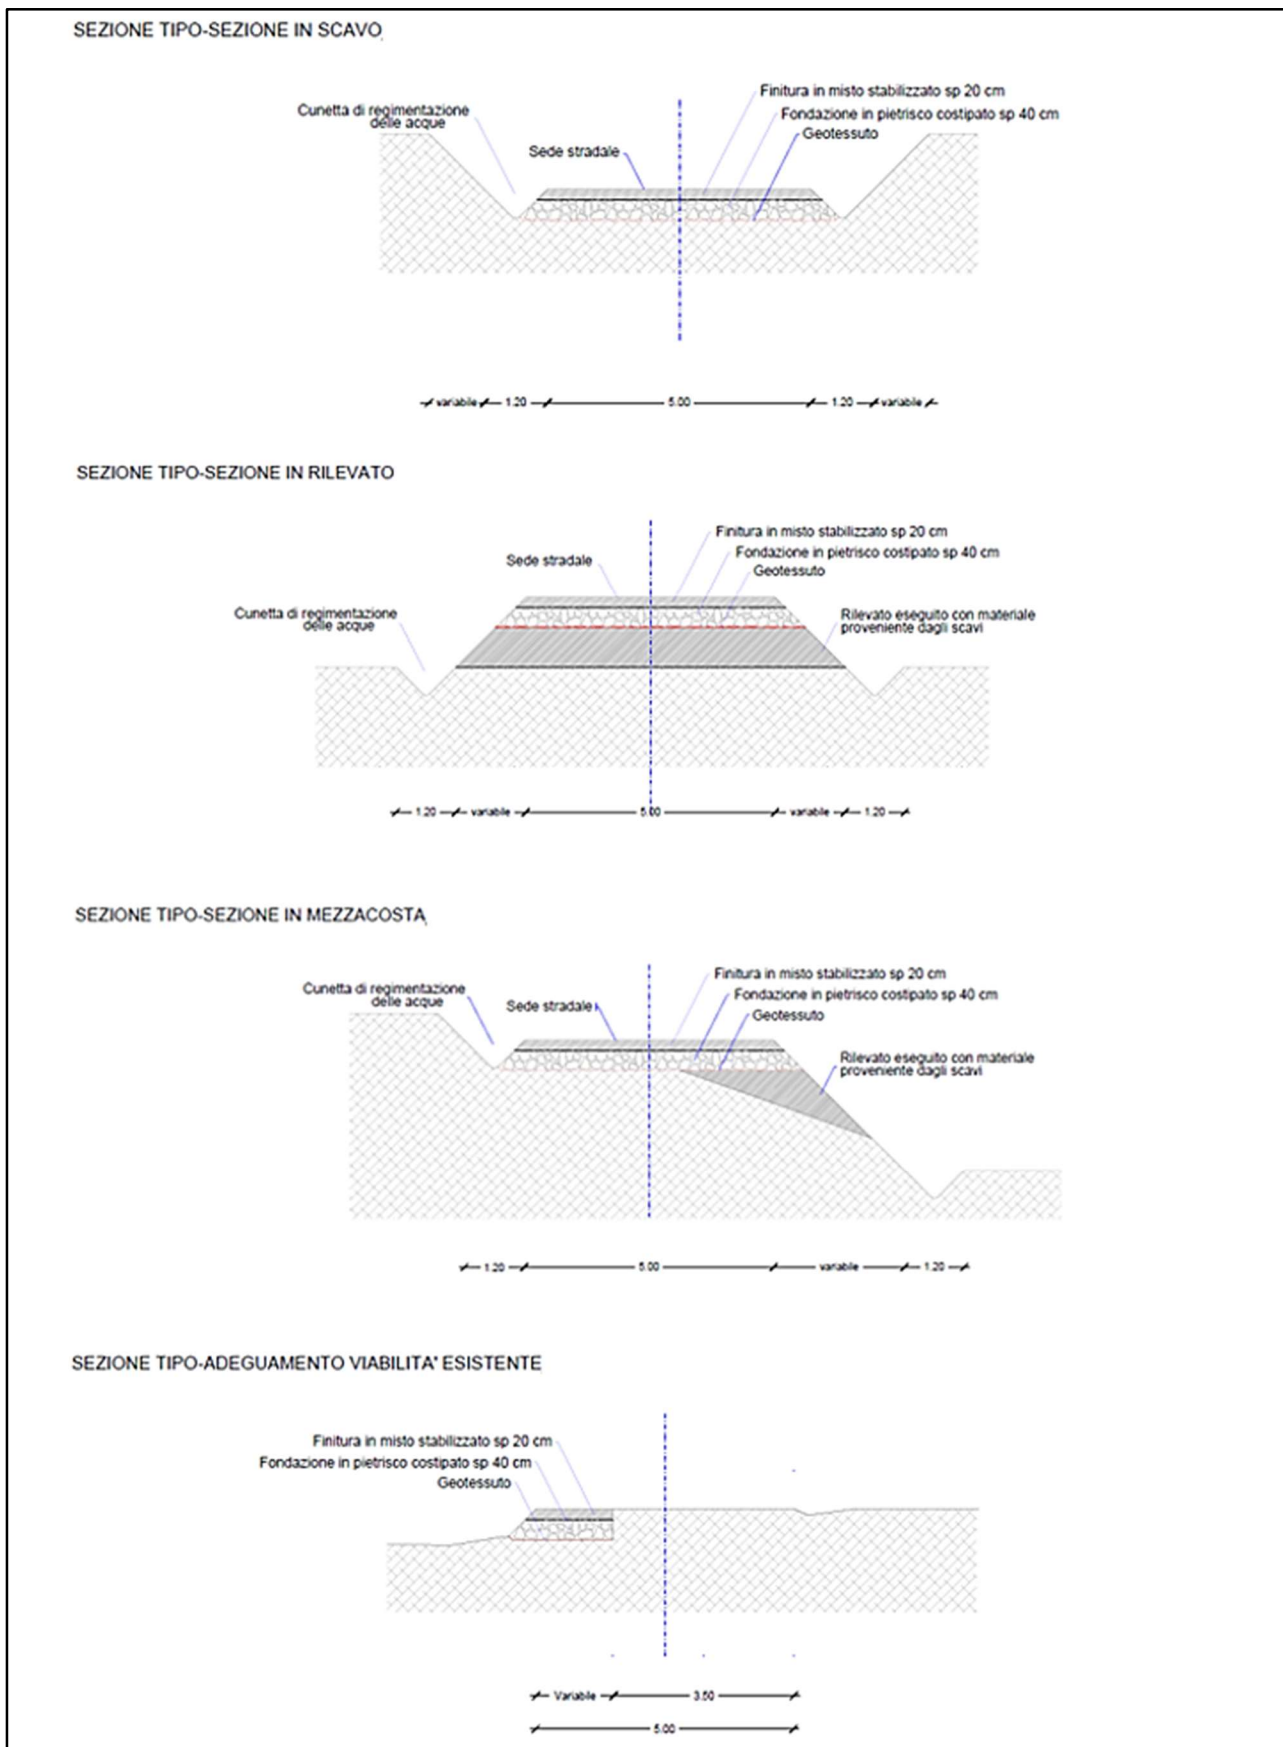 SEZIONE TIPO-SEZIONE IN SCAVO
Finitura in misto stabilizzato sp 20 cm
Cunetta di regimentazione
delle acque
Fondazione in pietrisco costipato sp 40 cm
Geotessuto
Sede stradale
variabile 1.20 5.00 1.20 variabile
SEZIONE TIPO-SEZIONE IN RILEVATO
Finitura in misto stabilizzato sp 20 cm
Fondazione in pietrisco costipato sp 40 cm
Sede stradale
Geotessuto
Cunetta di regimentazione
delle acque
Rilevato eseguito con materiale
proveniente dagli scavi
1.20 variabile 5.00 variabile 1.20
SEZIONE TIPO-SEZIONE IN MEZZACOSTA
Finitura in misto stabilizzato sp 20 cm
Cunetta di regimentazione
delle acque
Fondazione in pietrisco costipato sp 40 cm
Sede stradale
Geotessuto
Rilevato eseguito con materiale
proveniente dagli scavi
1.20 5.00 variabile 1.20
SEZIONE TIPO-ADEGUAMENTO VIABILITA' ESISTENTE
Finitura in misto stabilizzato sp 20 cm
Fondazione in pietrisco costipato sp 40 cm
Geotessuto
Variabile 3.50
5.00